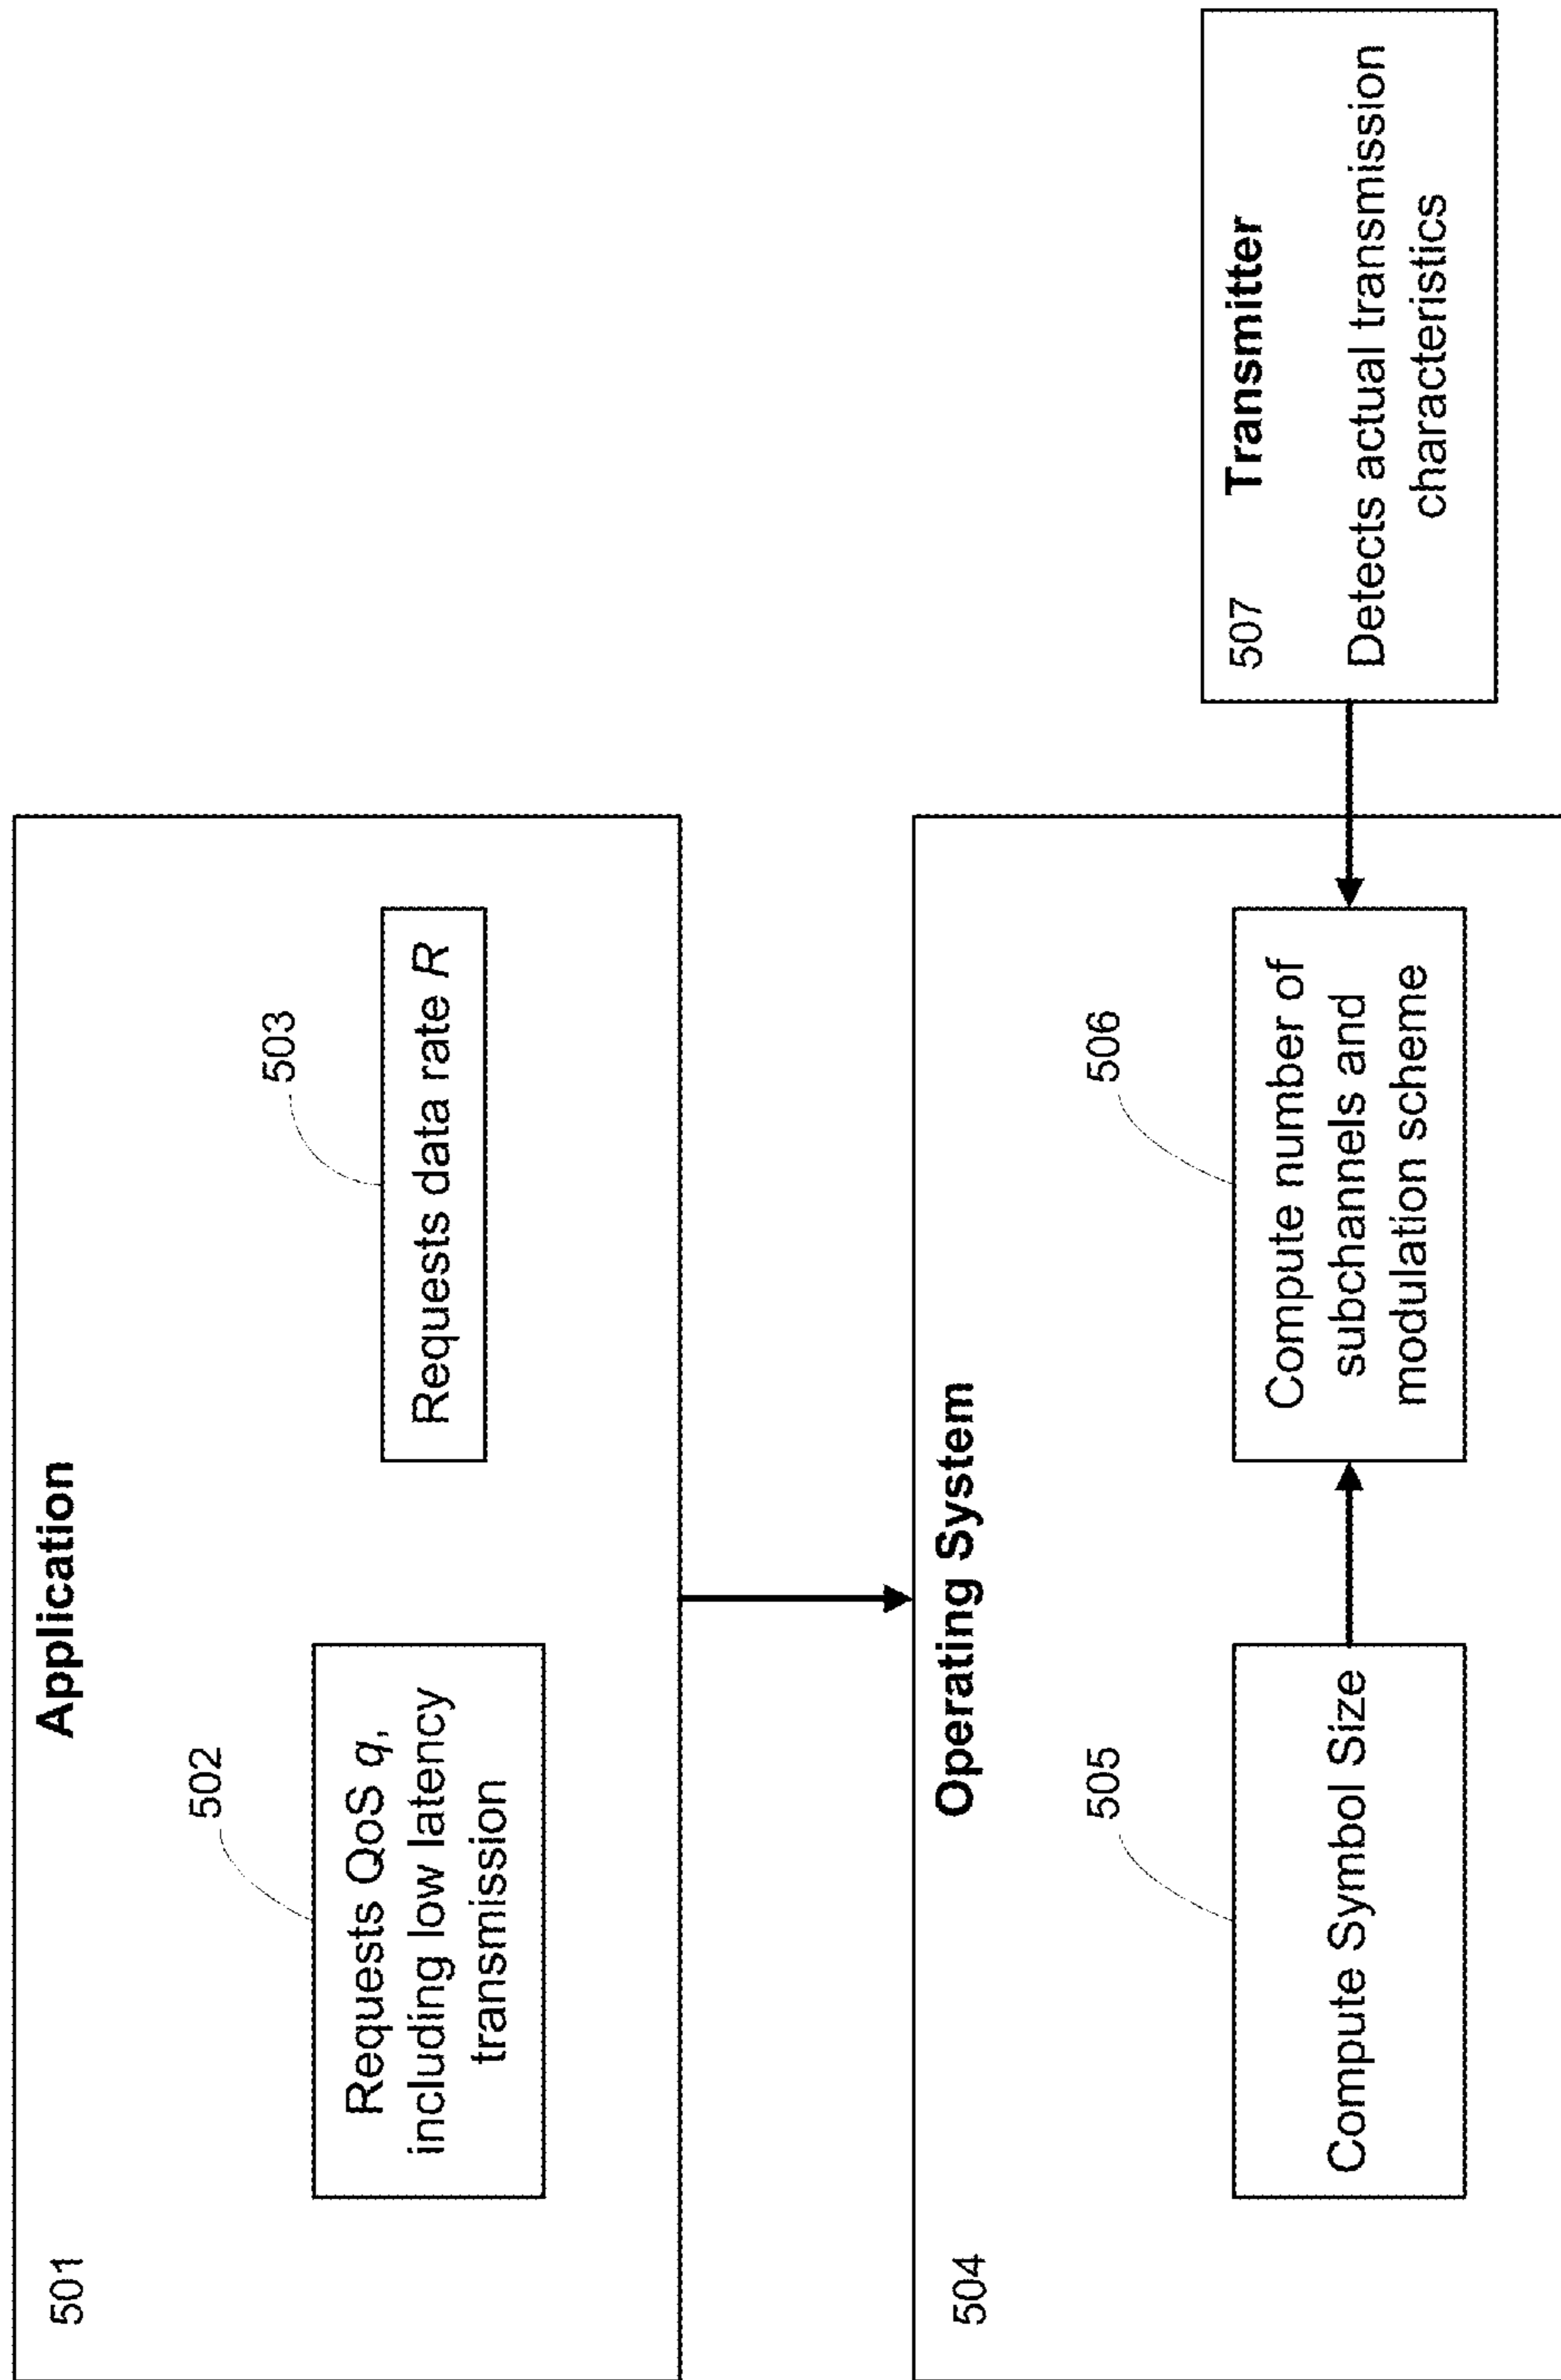 501
Application
502
Requests QoS q,
including low latency
transmission
503
Requests data rate R
504
Operating System
505
Compute Symbol Size
506
Compute number of
subchannels and
modulation scheme
507
Transmitter
Detects actual transmission
characteristics